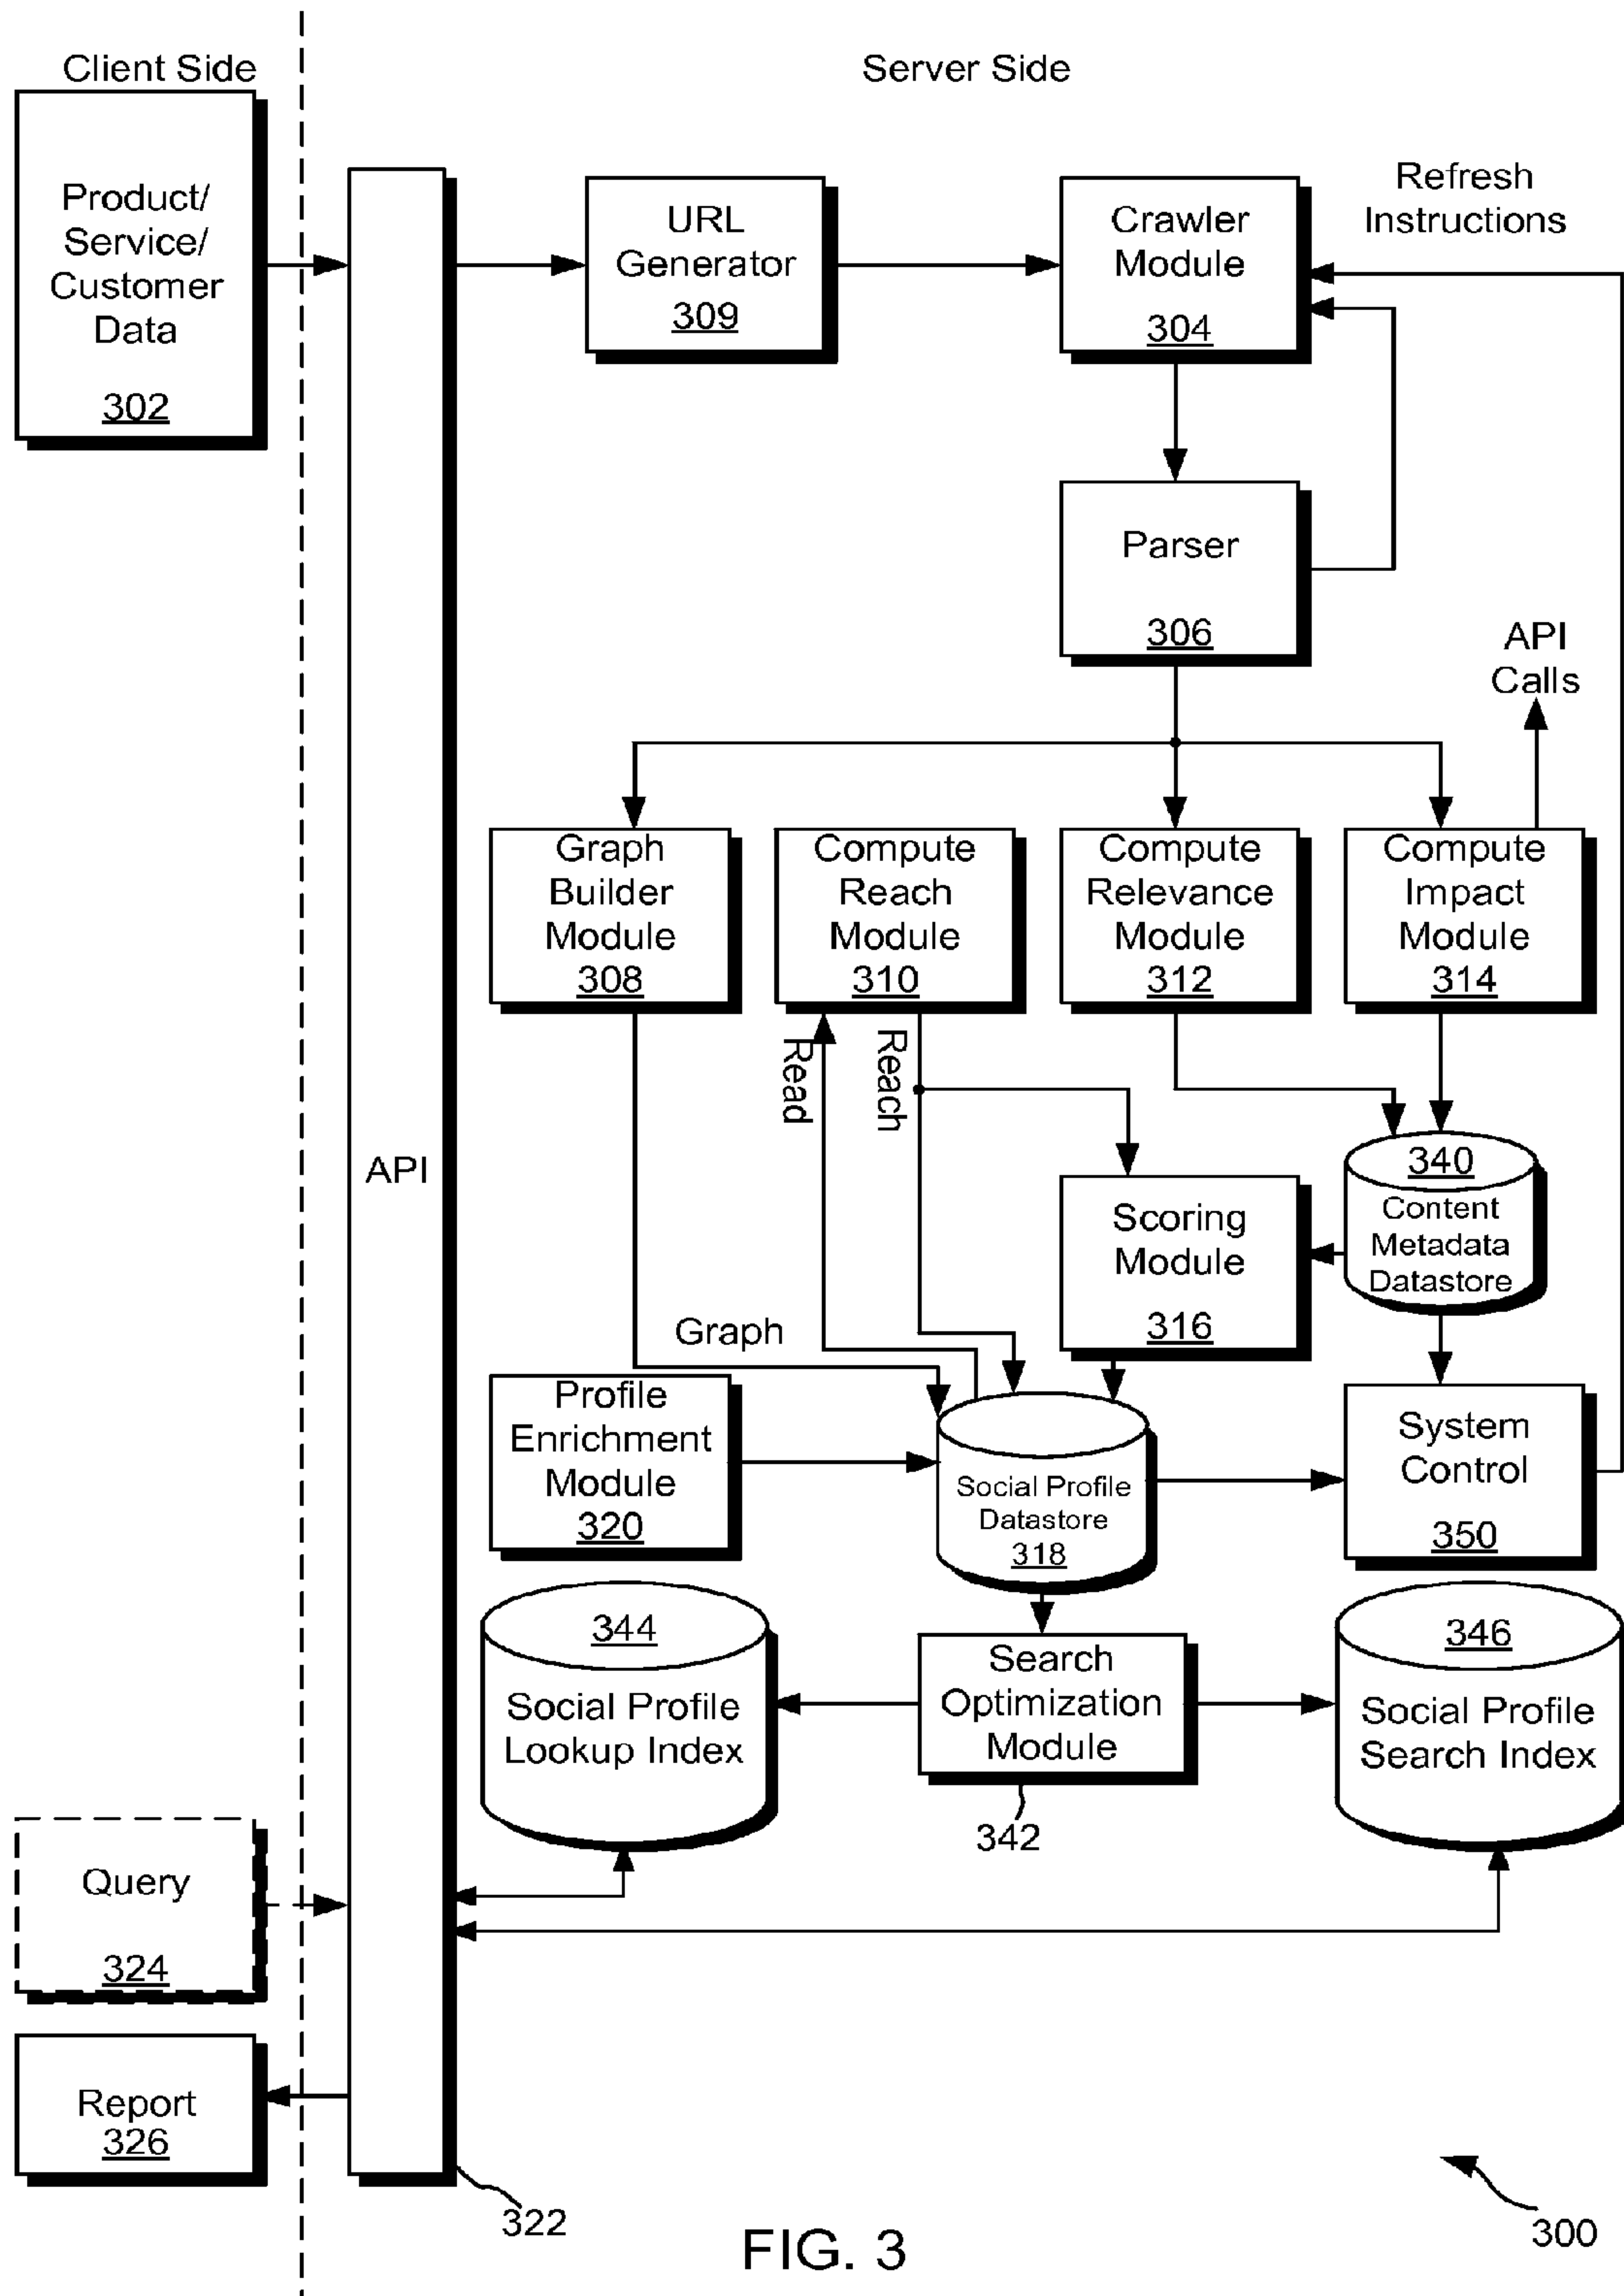 Client Side
Server Side
Product/
Service/
Customer
Data
302
URL
Generator
309
Crawler
Module
304
Refresh
Instructions
Parser
306
API
Calls
Graph
Builder
Module
308
Compute
Reach
Module
310
Compute
Relevance
Module
312
Compute
Impact
Module
314
Read
Reach
API
340
Content
Metadata
Datastore
Scoring
Module
316
Graph
Profile
Enrichment
Module
320
Social Profile
Datastore
318
System
Control
350
344
Social Profile
Lookup Index
Search
Optimization
Module
342
346
Social Profile
Search Index
Query
324
Report
326
322
300
FIG. 3